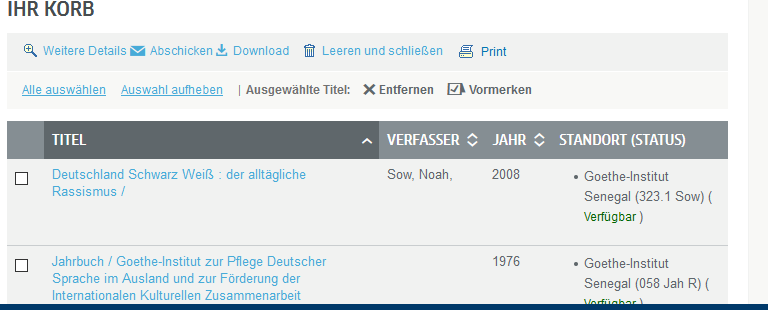 IHR KORB
Weitere Details Abschicken Download Leeren und schließen Print
Alle auswählen Auswahl aufheben | Ausgewählte Titel: Entfernen Vormerken
TITEL VERFASSER JAHR STANDORT (STATUS)
Deutschland Schwarz Weiß : der alltägliche
Rassismus /
Sow, Noah,
2008
• Goethe-Institut
Senegal (323.1 Sow) (
Verfügbar )
Jahrbuch / Goethe-Institut zur Pflege Deutscher
Sprache im Ausland und zur Förderung der
Internationalen Kulturellen Zusammenarbeit
1976
• Goethe-Institut
Senegal (058 Jah R) (
Verfügbar )